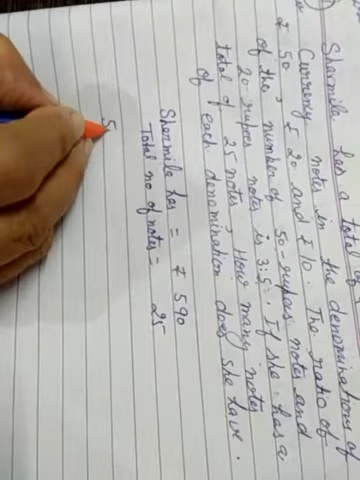 Sharmila has a total of
Currency notes in the denominations of
₹ 50, ₹ 20 and ₹ 10. The ratio of
of the, number of 50-rupees notes and
20 rupees notes is 3:5. If she has a
total of 25 notes, How many notes
of each denomination does she have.
Sharmila has = ₹ 590
Total no of notes = 25
5